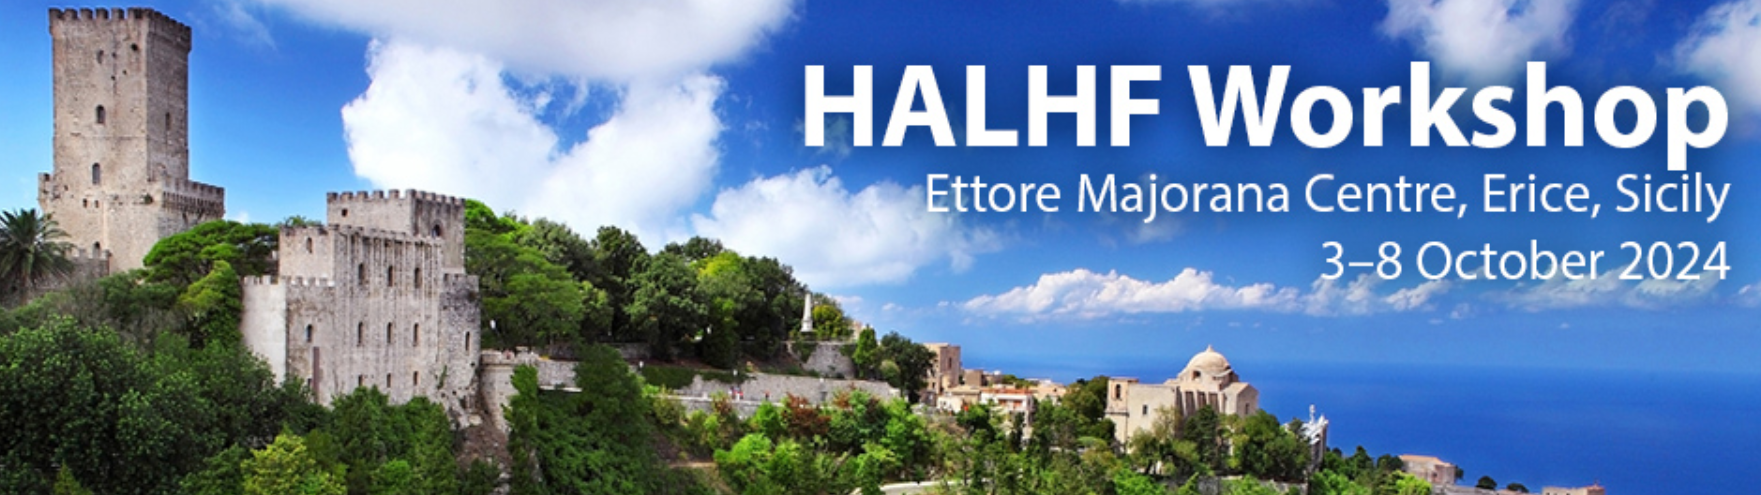 HALHF Workshop
Ettore Majorana Centre, Erice, Sicily
3–8 October 2024